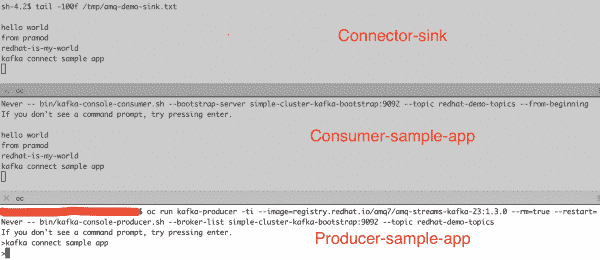 sh-4.2$ tail -100f /tmp/amq-demo-sink.txt
hello world
from pramod
redhat-is-my-world
kafka connect sample app
Connector-sink
oc
Never -- bin/kafka-console-consumer.sh --bootstrap-server simple-cluster-kafka-bootstrap:9092 --topic redhat-demo-topics --from-beginning
If you don't see a command prompt, try pressing enter.
hello world
from pramod
redhat-is-my-world
kafka connect sample app
Consumer-sample-app
oc
$ oc run kafka-producer -ti --image=registry.redhat.io/amq7/amq-streams-kafka-23:1.3.0 --rm=true --restart=
Never -- bin/kafka-console-producer.sh --broker-list simple-cluster-kafka-bootstrap:9092 --topic redhat-demo-topics
If you don't see a command prompt, try pressing enter.
>kafka connect sample app
>
Producer-sample-app